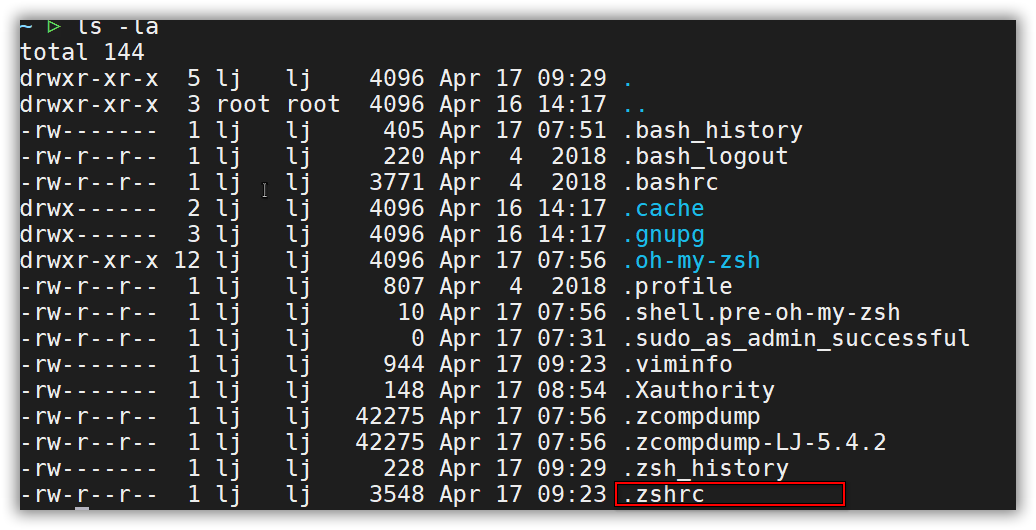 ~ ▷ ls -la
total 144
drwxr-xr-x  5 lj   lj    4096 Apr 17 09:29 .
drwxr-xr-x  3 root root  4096 Apr 16 14:17 ..
-rw-------  1 lj   lj     405 Apr 17 07:51 .bash_history
-rw-r--r--  1 lj   lj     220 Apr  4  2018 .bash_logout
-rw-r--r--  1 lj   lj    3771 Apr  4  2018 .bashrc
drwx------  2 lj   lj    4096 Apr 16 14:17 .cache
drwx------  3 lj   lj    4096 Apr 16 14:17 .gnupg
drwxr-xr-x 12 lj   lj    4096 Apr 17 07:56 .oh-my-zsh
-rw-r--r--  1 lj   lj     807 Apr  4  2018 .profile
-rw-r--r--  1 lj   lj      10 Apr 17 07:56 .shell.pre-oh-my-zsh
-rw-r--r--  1 lj   lj       0 Apr 17 07:31 .sudo_as_admin_successful
-rw-------  1 lj   lj     944 Apr 17 09:23 .viminfo
-rw-------  1 lj   lj     148 Apr 17 08:54 .Xauthority
-rw-r--r--  1 lj   lj   42275 Apr 17 07:56 .zcompdump
-rw-r--r--  1 lj   lj   42275 Apr 17 07:56 .zcompdump-LJ-5.4.2
-rw-------  1 lj   lj     228 Apr 17 09:29 .zsh_history
-rw-r--r--  1 lj   lj    3548 Apr 17 09:23 .zshrc